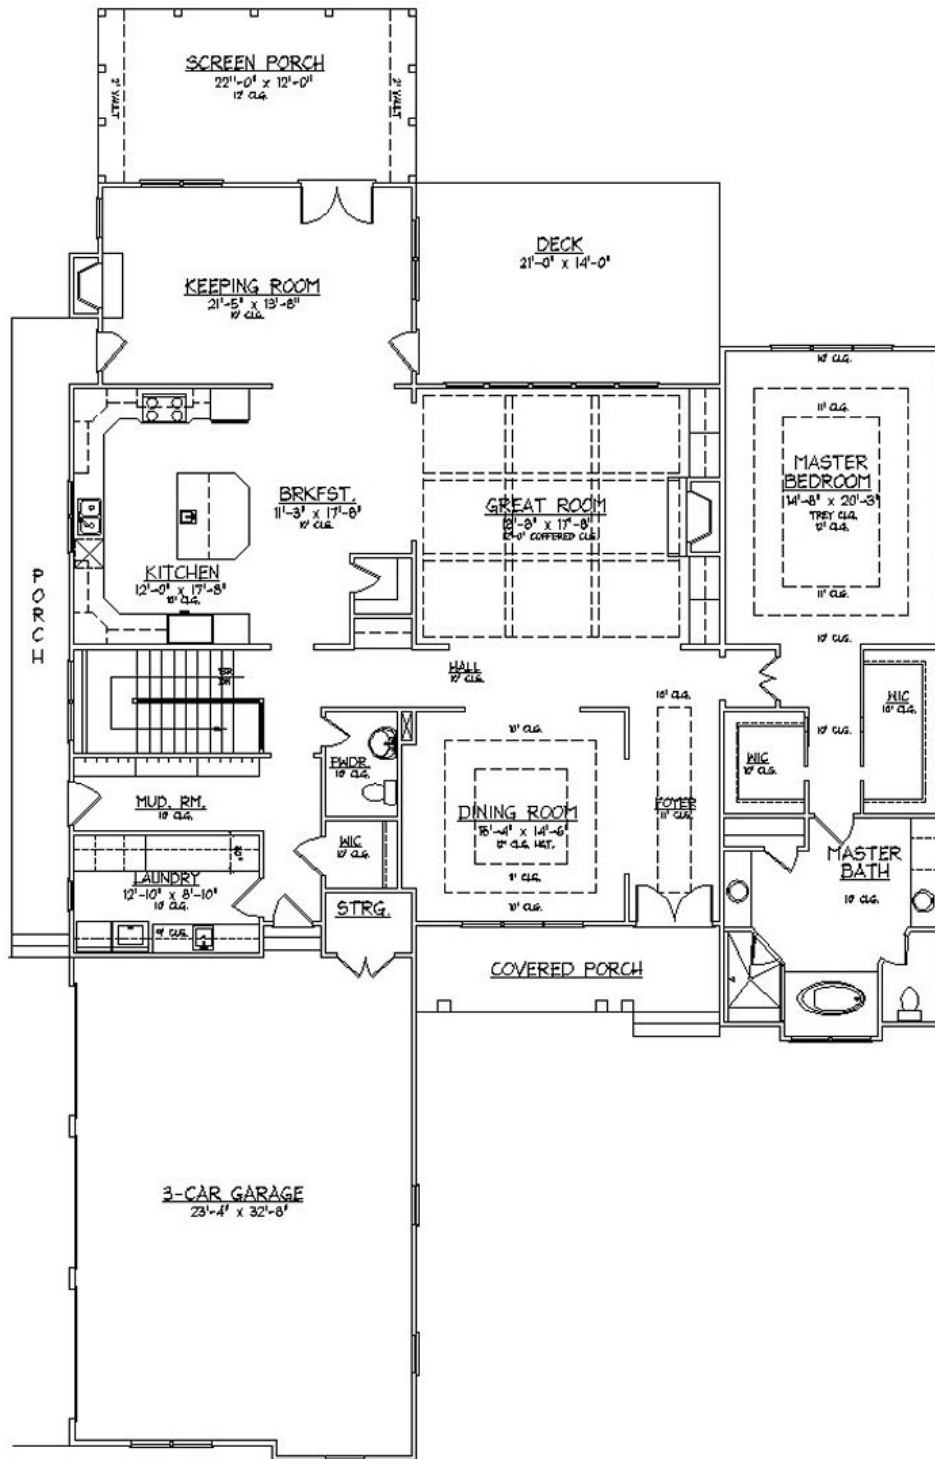 SCREEN PORCH
22'-0" x 12'-0"
12' CLG.
2' VAULT
2' VAULT
DECK
21'-0" x 14'-0"
KEEPING ROOM
21'-5" x 13'-8"
10' CLG.
10' CLG.
11' CLG.
MASTER
BEDROOM
14'-8" x 20'-3"
TREY CLG.
12' CLG.
11' CLG.
10' CLG.
BRKFST.
11'-3" x 17'-8"
10' CLG.
GREAT ROOM
17'-8"
12'-0" COFFERED CLG.
KITCHEN
12'-0" x 17'-8"
10' CLG.
PORCH
HALL
10' CLG.
10' CLG.
WIC
10' CLG.
10' CLG.
WIC
10' CLG.
PWDR.
10' CLG.
10' CLG.
DINING ROOM
14'-6"
12' CLG. HGT.
11' CLG.
10' CLG.
FOYER
11' CLG.
MUD. RM.
10' CLG.
WIC
10' CLG.
LAUNDRY
12'-10" x 8'-10"
10' CLG.
9' CLG.
STRG.
MASTER
BATH
10' CLG.
COVERED PORCH
3-CAR GARAGE
23'-4" x 32'-8"